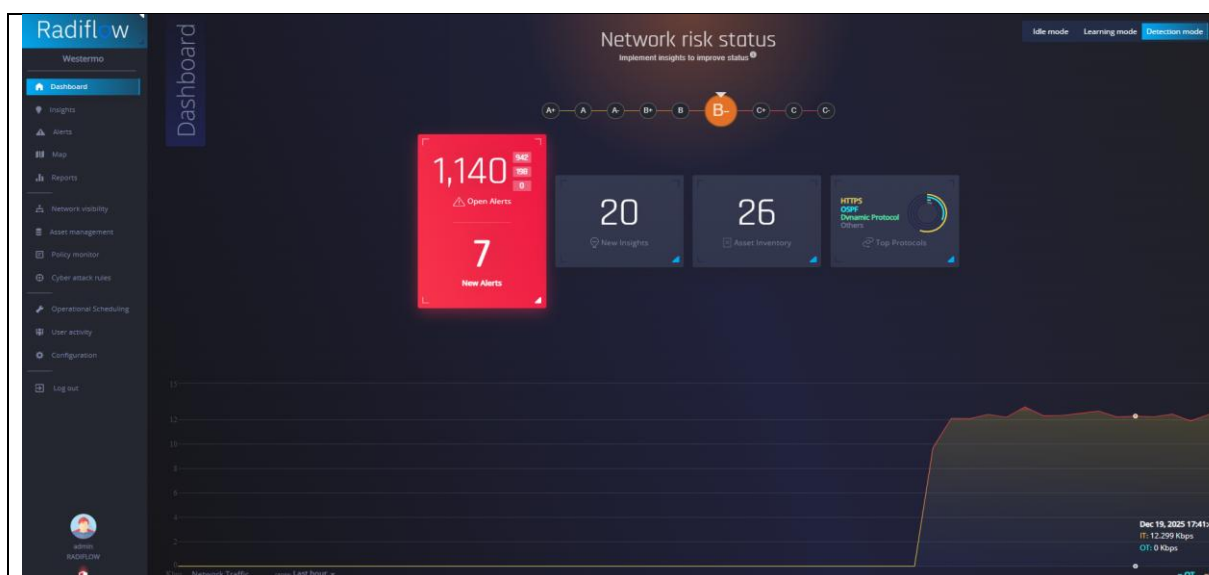 Radiflow
Westermo
Dashboard
Insights
Alerts
Map
Reports
Network visibility
Asset management
Policy monitor
Cyber attack rules
Operational Scheduling
User activity
Configuration
Log out
admin
RADIFLOW
Dashboard
Network risk status
Implement insights to improve status
Idle mode
Learning mode
Detection mode
A+ A A- B+ B B- C+ C C-
1,140
942
198
0
Open Alerts
7
New Alerts
20
New Insights
26
Asset Inventory
HTTPS
OSPF
Dynamic Protocol
Others
Top Protocols
15
12
10
8
6
4
2
0
Dec 19, 2025 17:41:
IT: 12.299 Kbps
OT: 0 Kbps
Kbps Network Traffic Last hour
OT